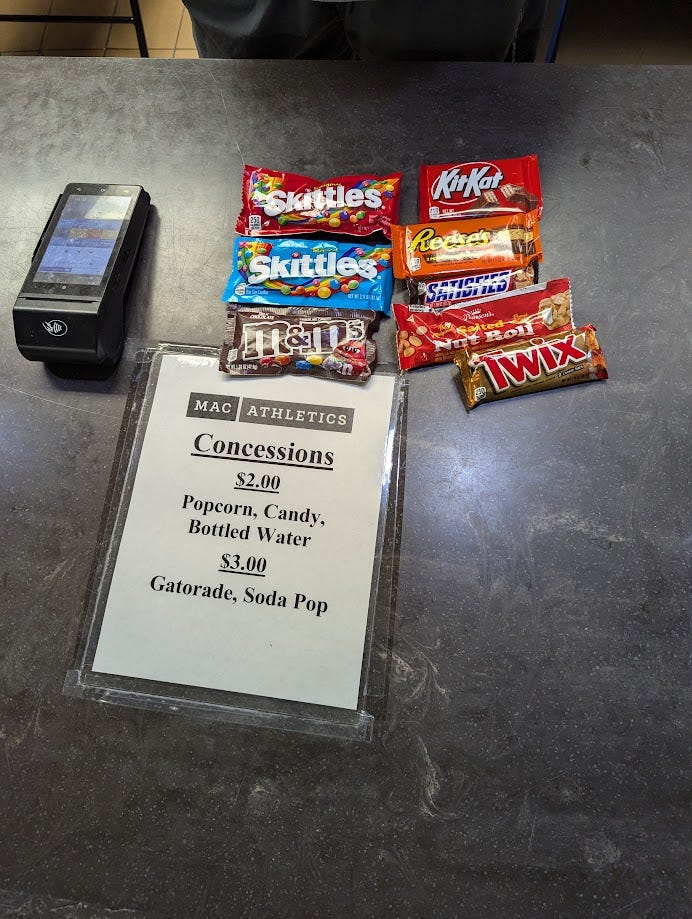 Skittles
Skittles
m&m's
KitKat
Reese's
SATISFIES
Salted
Nut Roll
TWIX
MAC ATHLETICS
Concessions
$2.00
Popcorn, Candy,
Bottled Water
$3.00
Gatorade, Soda Pop